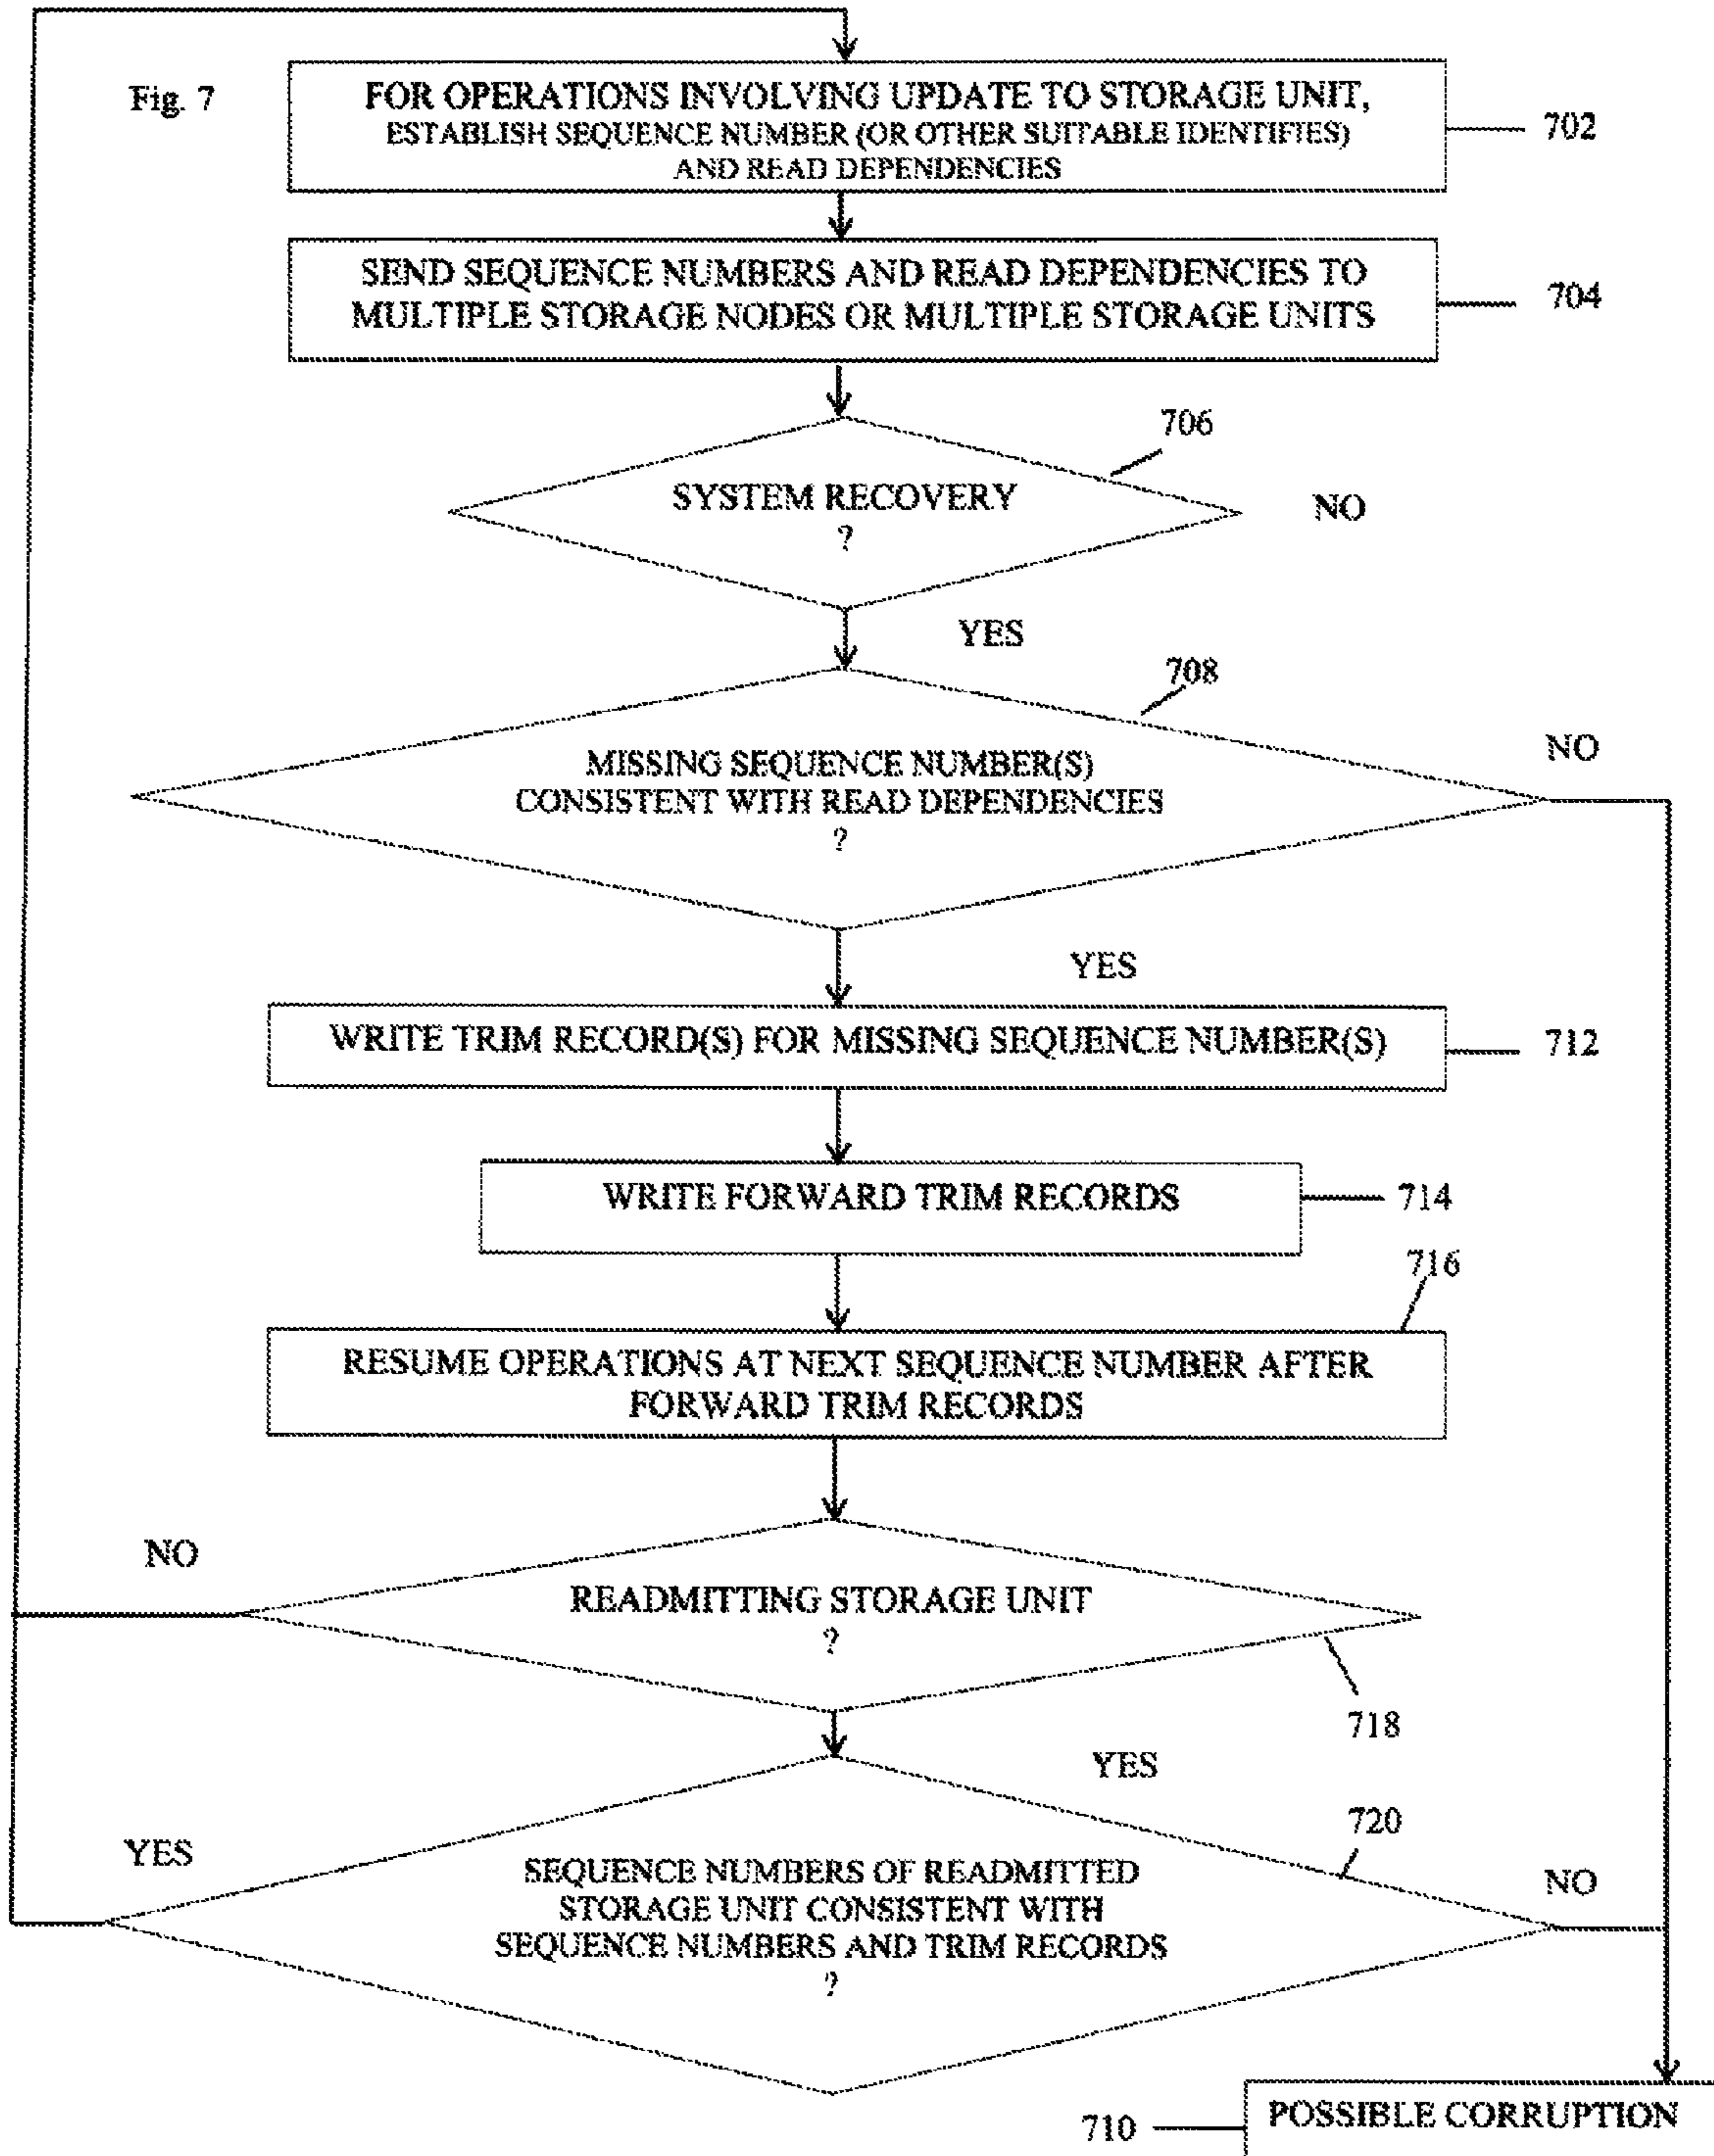 Fig. 7
FOR OPERATIONS INVOLVING UPDATE TO STORAGE UNIT,
ESTABLISH SEQUENCE NUMBER (OR OTHER SUITABLE IDENTIFIES)
AND READ DEPENDENCIES
702
SEND SEQUENCE NUMBERS AND READ DEPENDENCIES TO
MULTIPLE STORAGE NODES OR MULTIPLE STORAGE UNITS
704
706
SYSTEM RECOVERY
?
NO
YES
708
MISSING SEQUENCE NUMBER(S)
CONSISTENT WITH READ DEPENDENCIES
?
NO
YES
WRITE TRIM RECORD(S) FOR MISSING SEQUENCE NUMBER(S)
712
WRITE FORWARD TRIM RECORDS
714
716
RESUME OPERATIONS AT NEXT SEQUENCE NUMBER AFTER
FORWARD TRIM RECORDS
NO
READMITTING STORAGE UNIT
?
718
YES
720
YES
SEQUENCE NUMBERS OF READMITTED
STORAGE UNIT CONSISTENT WITH
SEQUENCE NUMBERS AND TRIM RECORDS
?
NO
710
POSSIBLE CORRUPTION